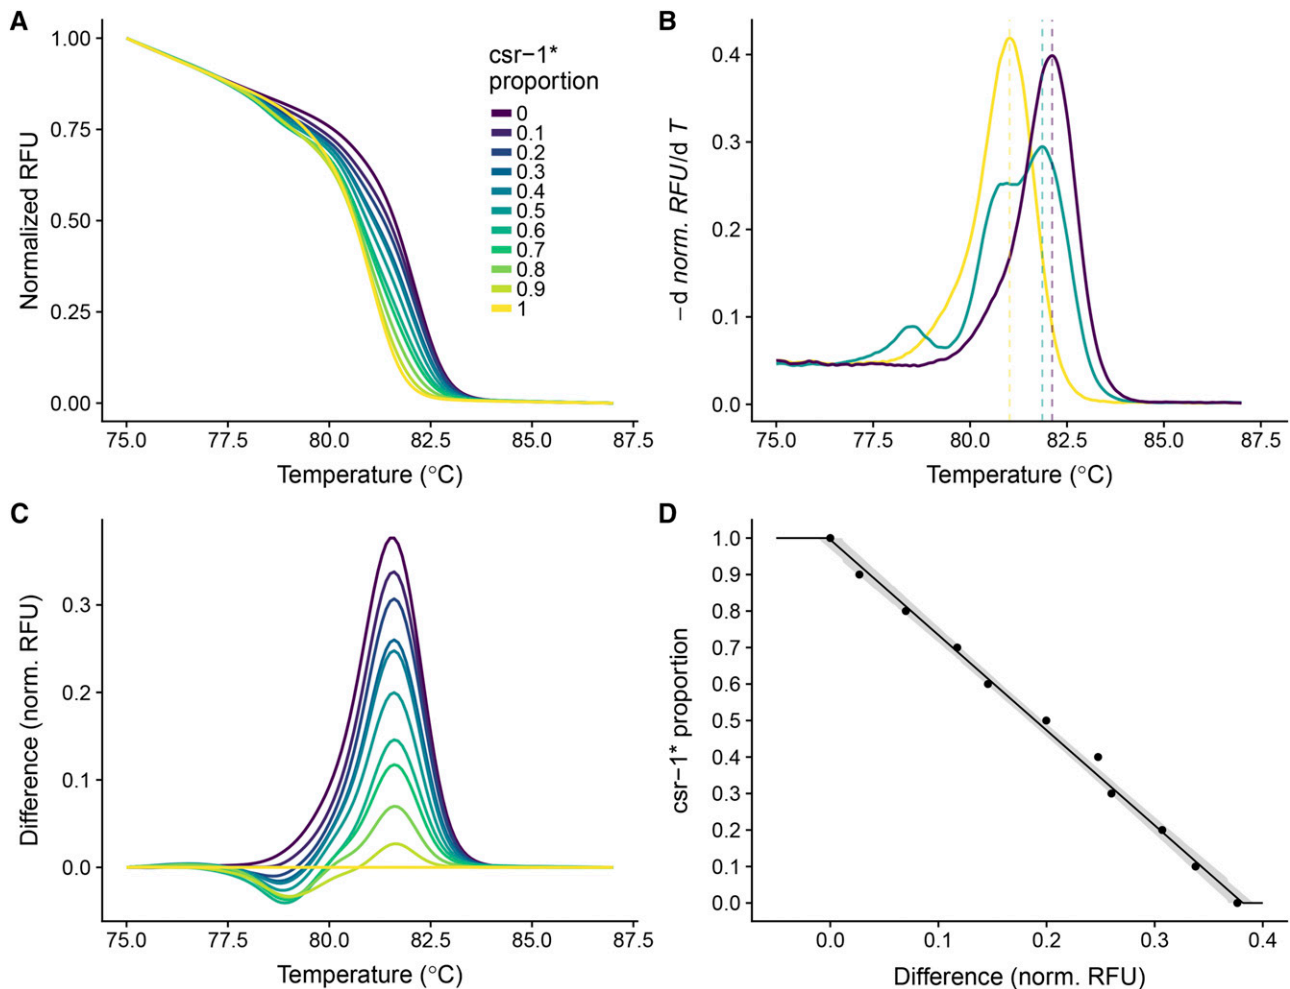 A
1.00
0.75
0.50
0.25
0.00
Normalized RFU
75.0 77.5 80.0 82.5 85.0 87.5
Temperature (°C)
csr−1*
proportion
0
0.1
0.2
0.3
0.4
0.5
0.6
0.7
0.8
0.9
1
B
0.4
0.3
0.2
0.1
0.0
−d norm. RFU/d T
75.0 77.5 80.0 82.5 85.0 87.5
Temperature (°C)
C
0.3
0.2
0.1
0.0
Difference (norm. RFU)
75.0 77.5 80.0 82.5 85.0 87.5
Temperature (°C)
D
1.0
0.9
0.8
0.7
0.6
0.5
0.4
0.3
0.2
0.1
0.0
csr−1* proportion
0.0 0.1 0.2 0.3 0.4
Difference (norm. RFU)